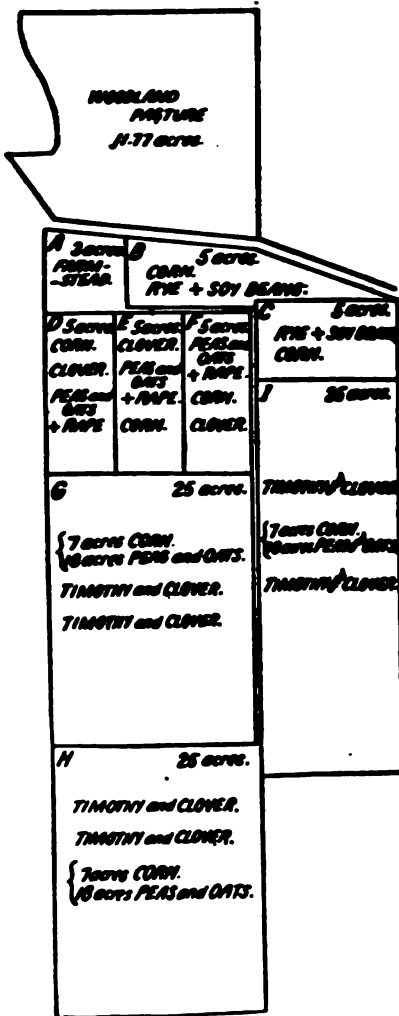 WOODLAND
PASTURE
77 acres.
A 3 acres.
FARM-
-STEAD.
B 5 acres.
CORN.
RYE + SOY BEANS.
C 5 acres.
RYE + SOY BEANS
CORN.
D 5 acres
CORN.
CLOVER.
PEAS and
OATS
+ RAPE
E 5 acres
CLOVER.
PEAS and
OATS
+ RAPE.
CORN.
F 5 acres
PEAS and
OATS
+ RAPE.
CORN.
CLOVER.
G 25 acres.
7 acres CORN.
18 acres PEAS and OATS.
TIMOTHY and CLOVER.
TIMOTHY and CLOVER.
I 25 acres.
TIMOTHY CLOVER
7 acres CORN.
18 acres PEAS OATS.
TIMOTHY CLOVER.
H 25 acres.
TIMOTHY and CLOVER.
TIMOTHY and CLOVER.
7 acres CORN.
18 acres PEAS and OATS.